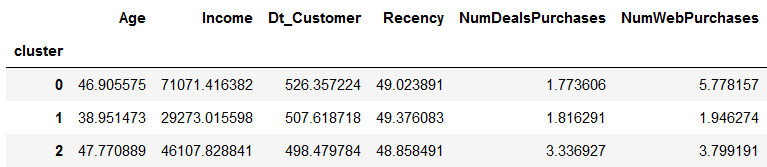 Age Income Dt_Customer Recency NumDealsPurchases NumWebPurchases
cluster
0 46.905575 71071.416382 526.357224 49.023891 1.773606 5.778157
1 38.951473 29273.015598 507.618718 49.376083 1.816291 1.946274
2 47.770889 46107.828841 498.479784 48.858491 3.336927 3.799191